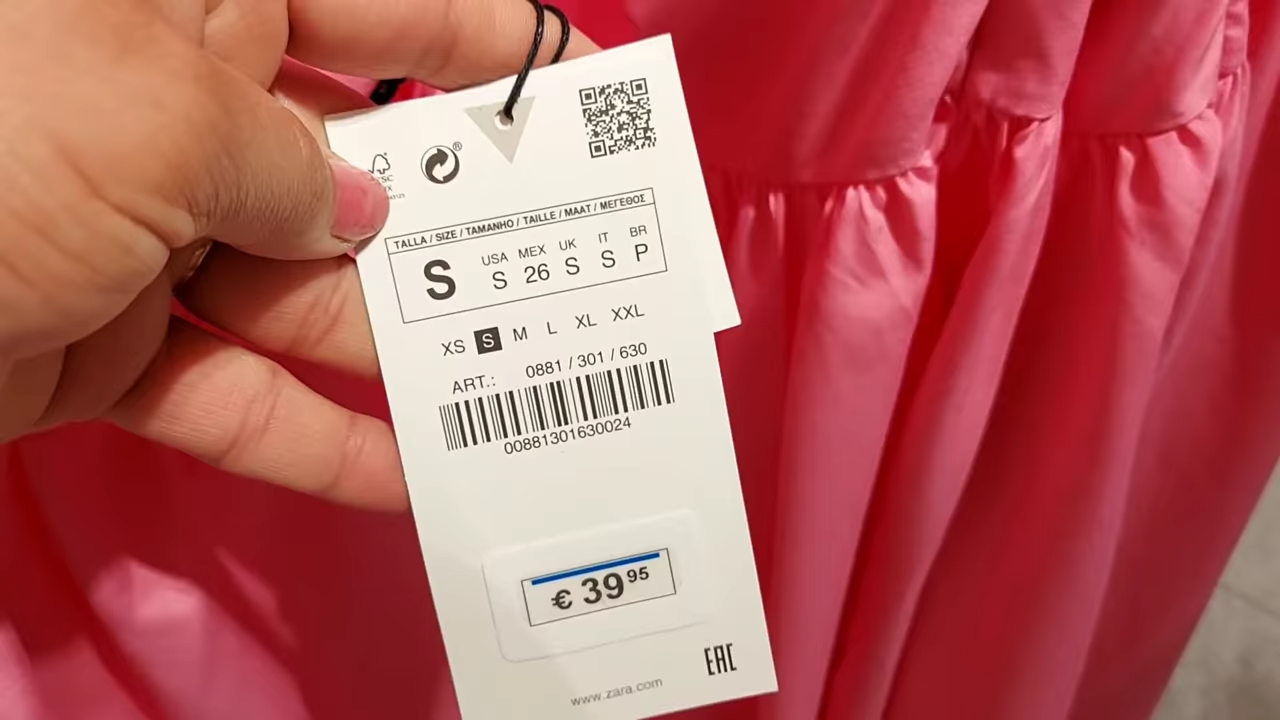 ®
TALLA / SIZE / TAMANHO / TAILLE / MAAT / ΜΕΓΕΘΟΣ
S
USA MEX UK IT BR
S 26 S S P
XS S M L XL XXL
ART.: 0881 / 301 / 630
00881301630024
€ 39 95
EAC
www.zara.com